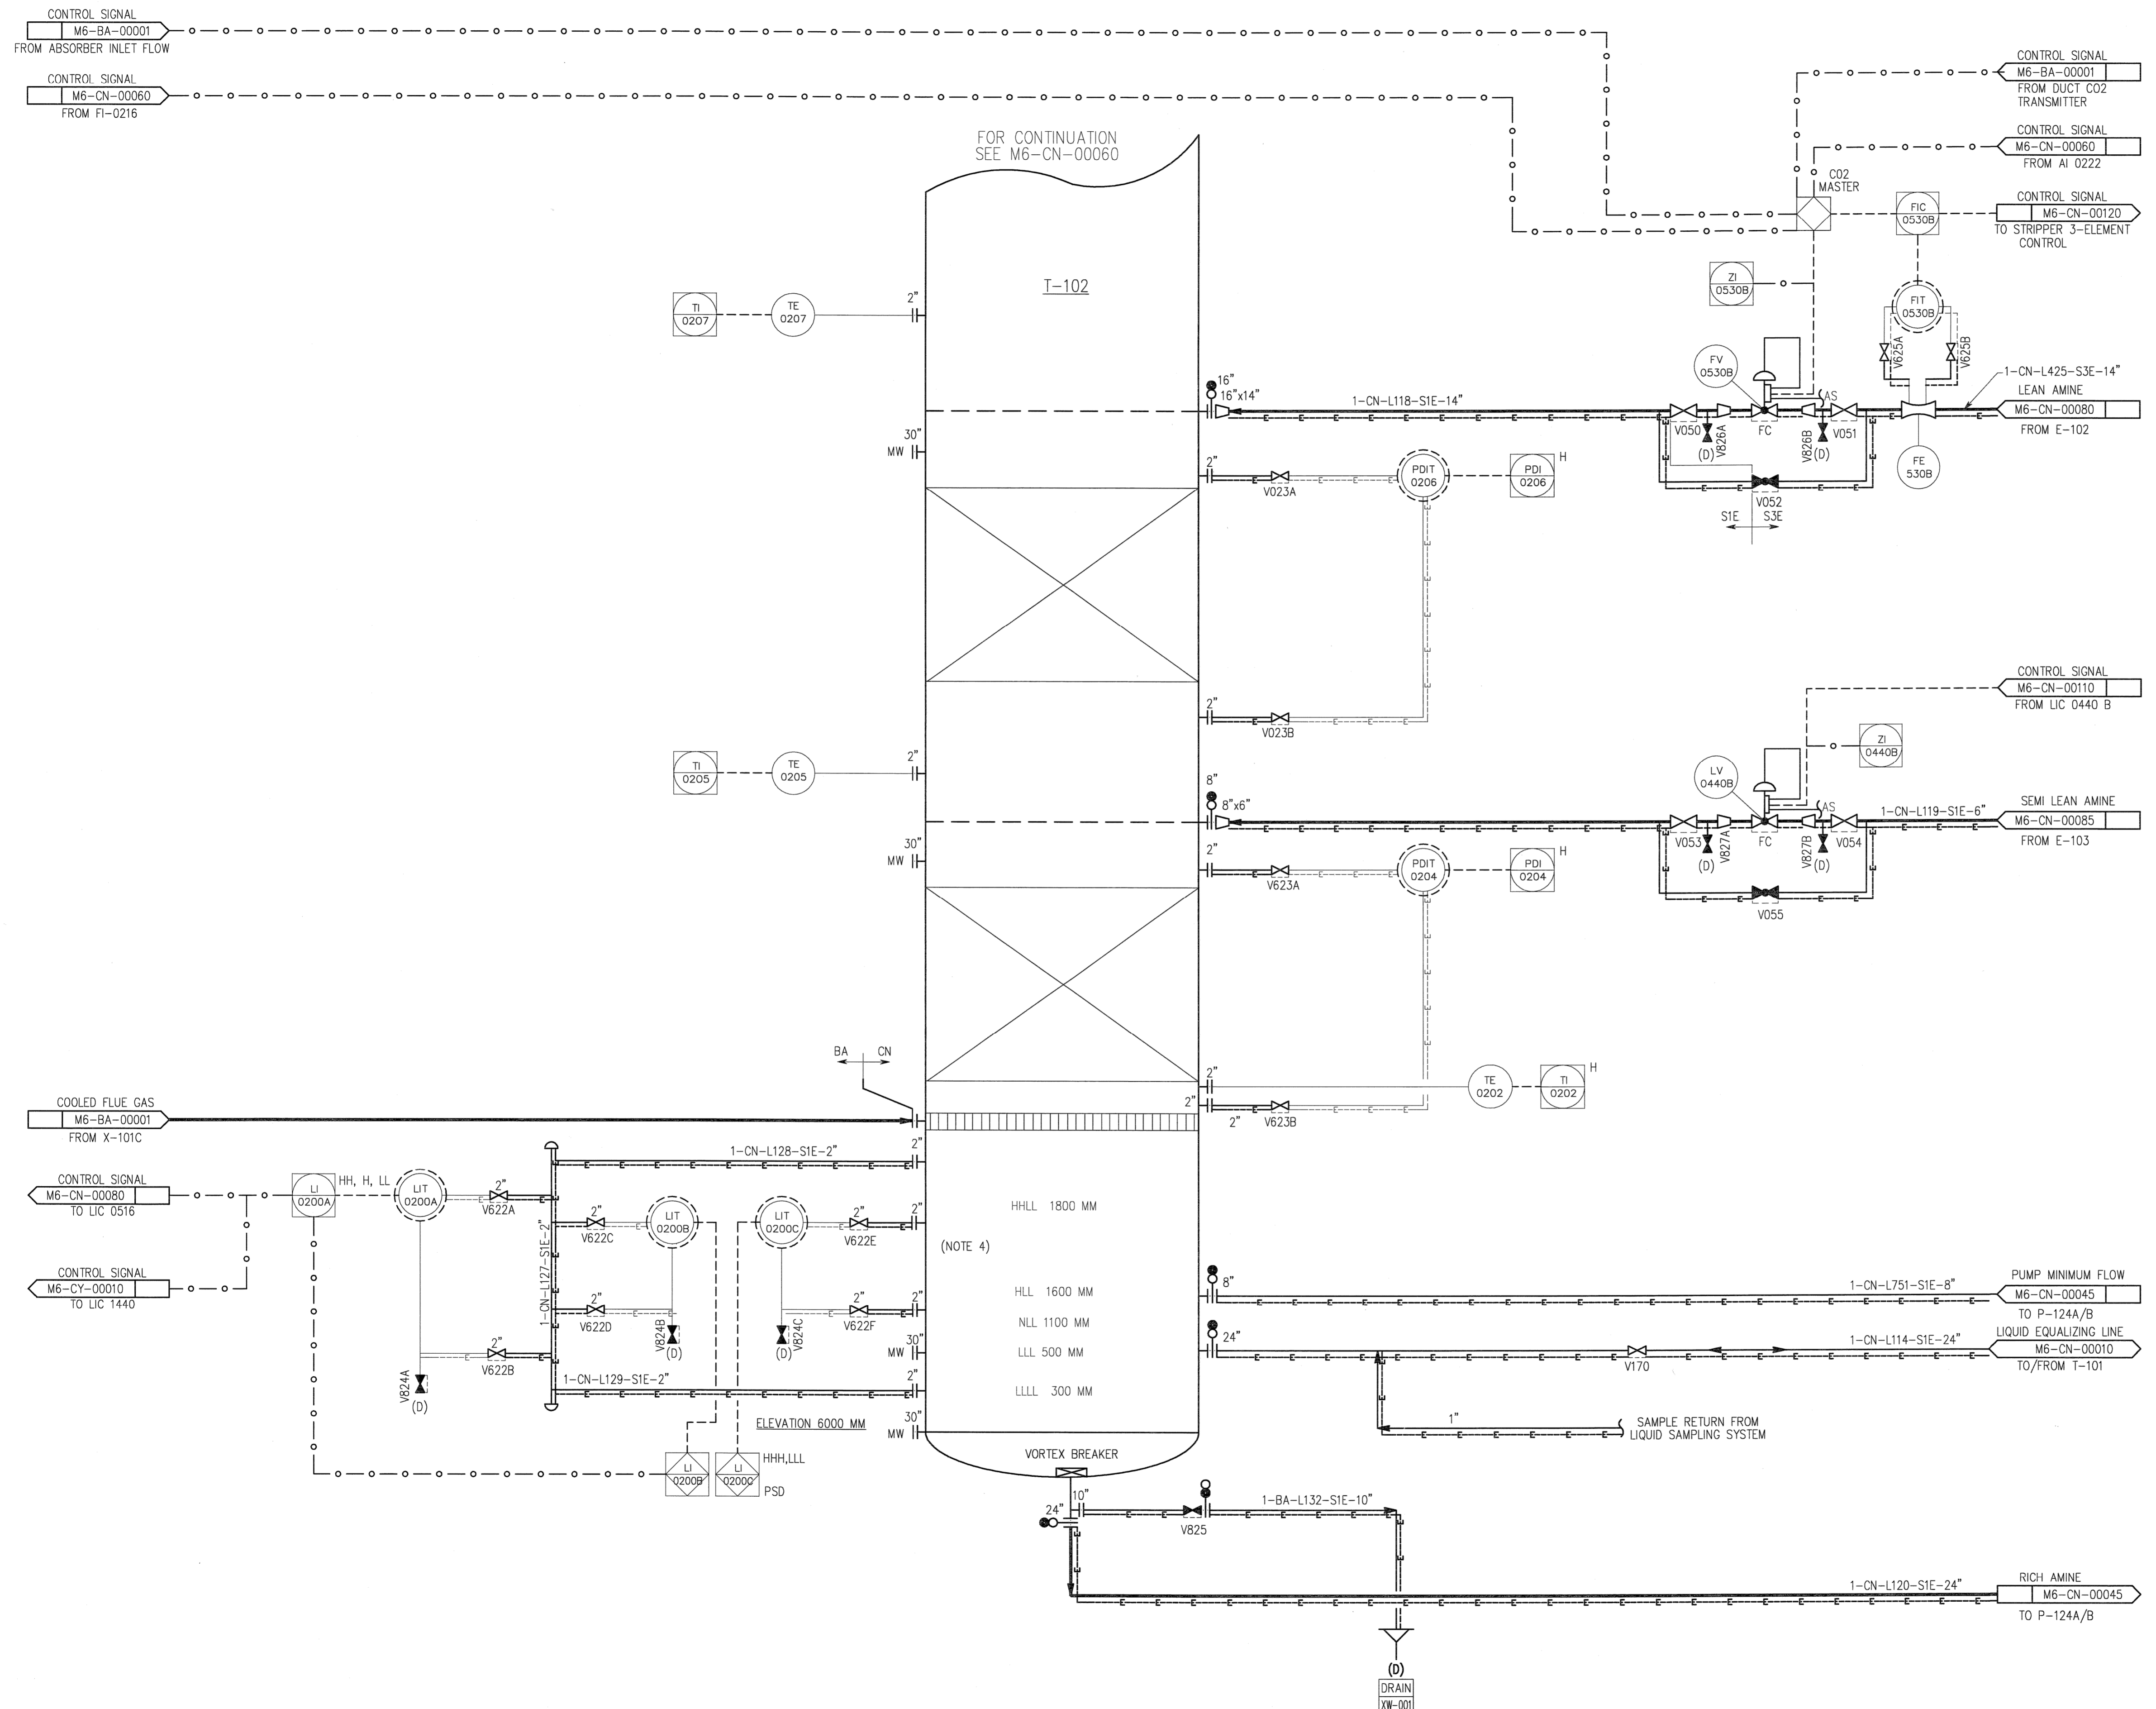 CONTROL SIGNAL
M6-BA-00001
FROM ABSORBER INLET FLOW
CONTROL SIGNAL
M6-CN-00060
FROM FI-0216
CONTROL SIGNAL
M6-BA-00001
FROM DUCT CO2
TRANSMITTER
CONTROL SIGNAL
M6-CN-00060
FROM AI 0222
CO2
MASTER
CONTROL SIGNAL
M6-CN-00120
TO STRIPPER 3-ELEMENT
CONTROL
FIC
0530B
FOR CONTINUATION
SEE M6-CN-00060
T-102
ZI
0530B
FIT
0530B
V625A
V625B
TI
0207
TE
0207
2"
FV
0530B
16"
16"x14"
1-CN-L118-S1E-14"
AS
1-CN-L425-S3E-14"
LEAN AMINE
M6-CN-00080
FROM E-102
V050
V826A
(D)
FC
V826B
(D)
V051
FE
530B
30"
MW
2"
V023A
PDIT
0206
PDI
0206
H
V052
S1E
S3E
2"
V023B
CONTROL SIGNAL
M6-CN-00110
FROM LIC 0440 B
ZI
0440B
TI
0205
TE
0205
2"
LV
0440B
8"
8"x6"
AS
1-CN-L119-S1E-6"
SEMI LEAN AMINE
M6-CN-00085
FROM E-103
V053
V827A
(D)
FC
V827B
(D)
V054
30"
MW
2"
V623A
PDIT
0204
PDI
0204
H
V055
BA
CN
2"
TE
0202
TI
0202
H
2"
2"
V623B
COOLED FLUE GAS
M6-BA-00001
FROM X-101C
1-CN-L128-S1E-2"
2"
CONTROL SIGNAL
M6-CN-00080
TO LIC 0516
LI
0200A
HH, H, LL
LIT
0200A
2"
V622A
2"
V622C
LIT
0200B
LIT
0200C
2"
V622E
2"
HHLL 1800 MM
(NOTE 4)
1-CN-L127-S1E-2"
CONTROL SIGNAL
M6-CY-00010
TO LIC 1440
2"
V622D
V824B
(D)
V824C
(D)
2"
V622F
2"
HLL 1600 MM
NLL 1100 MM
LLL 500 MM
LLLL 300 MM
8"
1-CN-L751-S1E-8"
PUMP MINIMUM FLOW
M6-CN-00045
TO P-124A/B
30"
MW
24"
V170
1-CN-L114-S1E-24"
LIQUID EQUALIZING LINE
M6-CN-00010
TO/FROM T-101
2"
V622B
V824A
(D)
1-CN-L129-S1E-2"
2"
ELEVATION 6000 MM
30"
MW
1"
SAMPLE RETURN FROM
LIQUID SAMPLING SYSTEM
LI
0200B
LI
0200C
HHH,LLL
PSD
VORTEX BREAKER
24"
10"
V825
1-BA-L132-S1E-10"
1-CN-L120-S1E-24"
RICH AMINE
M6-CN-00045
TO P-124A/B
(D)
DRAIN
XW-001